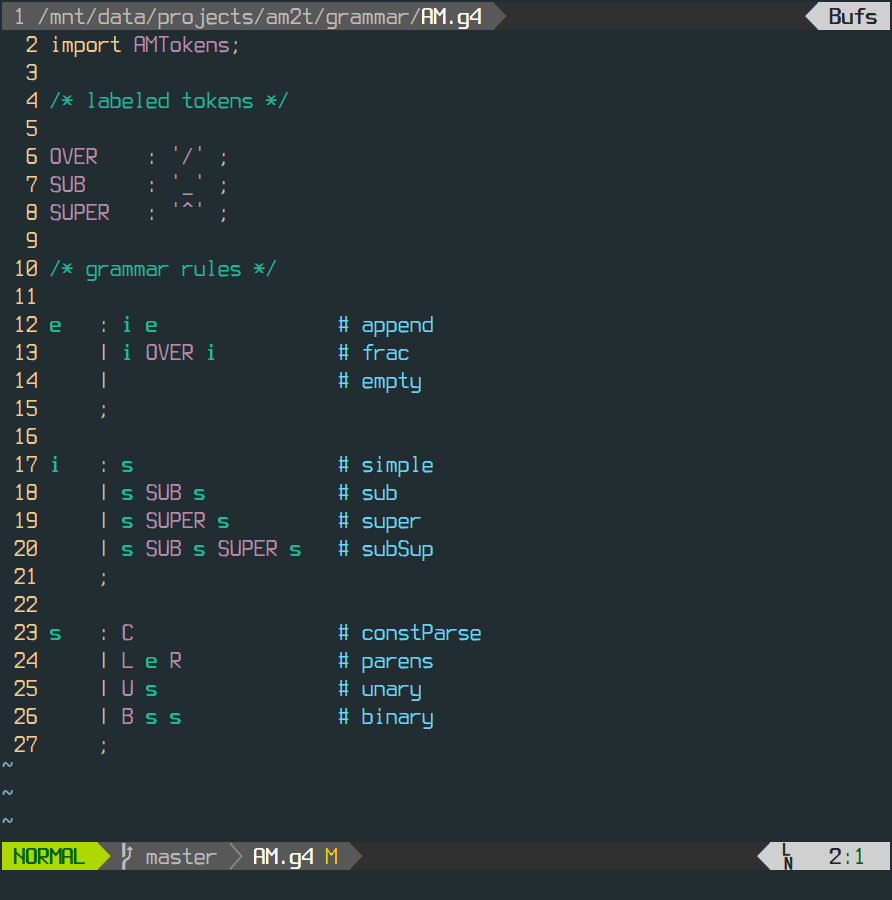 1 /mnt/data/projects/am2t/grammar/AM.g4 Bufs
2 import AMTokens;
3
4 /* labeled tokens */
5
6 OVER    : '/' ;
7 SUB     : '_' ;
8 SUPER   : '^' ;
9
10 /* grammar rules */
11
12 e   : i e               # append
13     | i OVER i          # frac
14     |                   # empty
15     ;
16
17 i   : s                 # simple
18     | s SUB s           # sub
19     | s SUPER s         # super
20     | s SUB s SUPER s   # subSup
21     ;
22
23 s   : C                 # constParse
24     | L e R             # parens
25     | U s               # unary
26     | B s s             # binary
27     ;
~
~
~
NORMAL master AM.g4 M LN 2:1